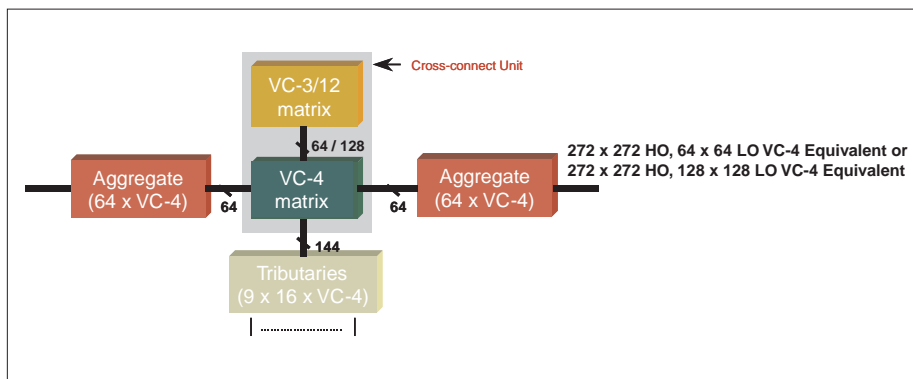 Cross-connect Unit
VC-3/12
matrix
64 / 128
272 x 272 HO, 64 x 64 LO VC-4 Equivalent or
272 x 272 HO, 128 x 128 LO VC-4 Equivalent
Aggregate
(64 x VC-4)
64
VC-4
matrix
64
Aggregate
(64 x VC-4)
144
Tributaries
(9 x 16 x VC-4)